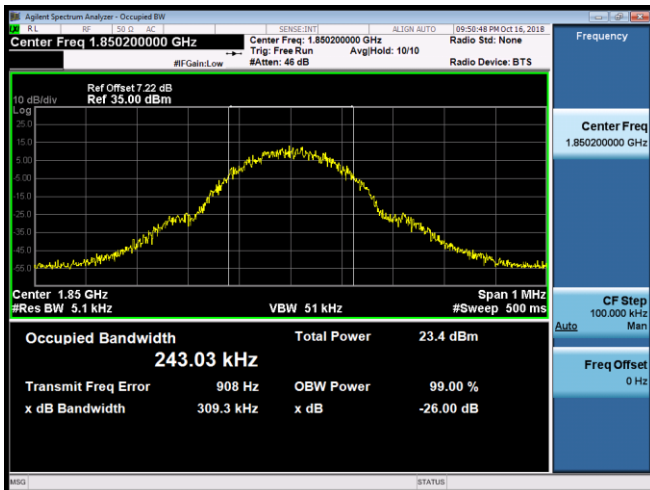 Agilent Spectrum Analyzer - Occupied BW
RL RF 50 Ω AC SENSE:INT ALIGN AUTO 09:50:48 PM Oct 16, 2018
Center Freq 1.850200000 GHz
Center Freq: 1.850200000 GHz
Radio Std: None
Trig: Free Run Avg|Hold: 10/10
#IFGain:Low
#Atten: 46 dB
Radio Device: BTS
Frequency
Ref Offset 7.22 dB
10 dB/div Ref 35.00 dBm
Log
25.0
15.0
5.00
-5.00
-15.0
-25.0
-35.0
-45.0
-55.0
Center 1.85 GHz
Span 1 MHz
#Res BW 5.1 kHz
VBW 51 kHz
#Sweep 500 ms
Occupied Bandwidth
Total Power 23.4 dBm
243.03 kHz
Transmit Freq Error 908 Hz
OBW Power 99.00 %
x dB Bandwidth 309.3 kHz
x dB -26.00 dB
Center Freq
1.850200000 GHz
CF Step
100.000 kHz
Auto Man
Freq Offset
0 Hz
MSG
STATUS